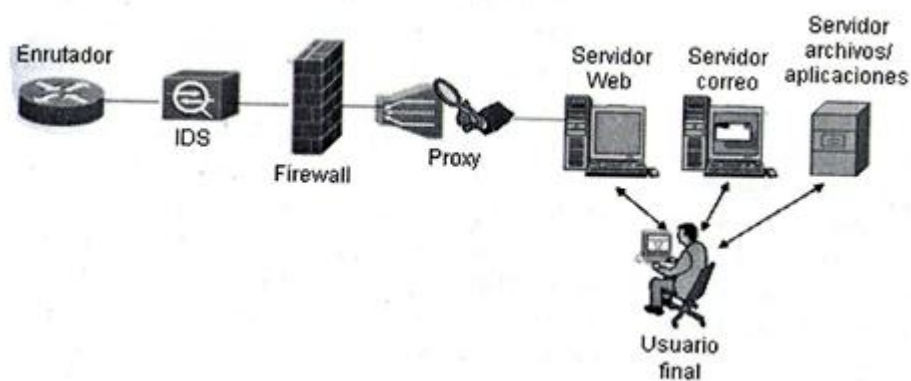 Enrutador
IDS
Firewall
Proxy
Servidor
Web
Servidor
correo
Servidor
archivos/
aplicaciones
Usuario
final